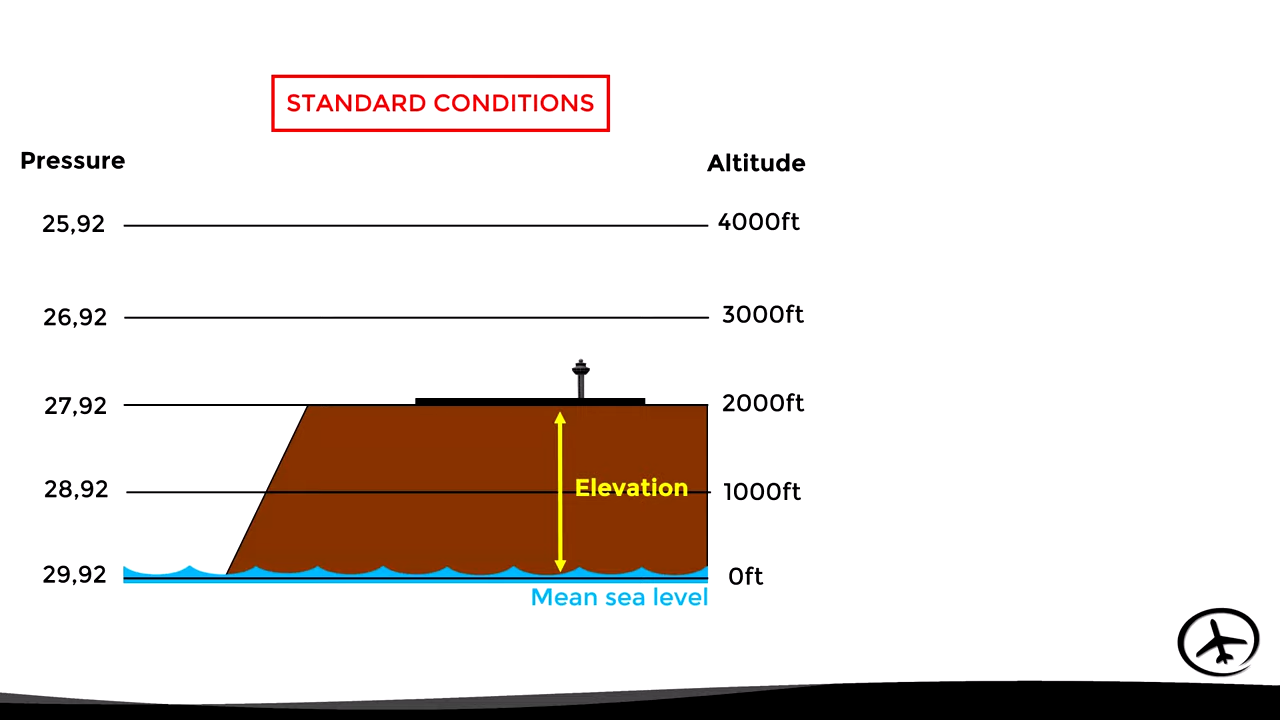 STANDARD CONDITIONS
Pressure
Altitude
25,92
4000ft
26,92
3000ft
27,92
2000ft
Elevation
28,92
1000ft
29,92
0ft
Mean sea level